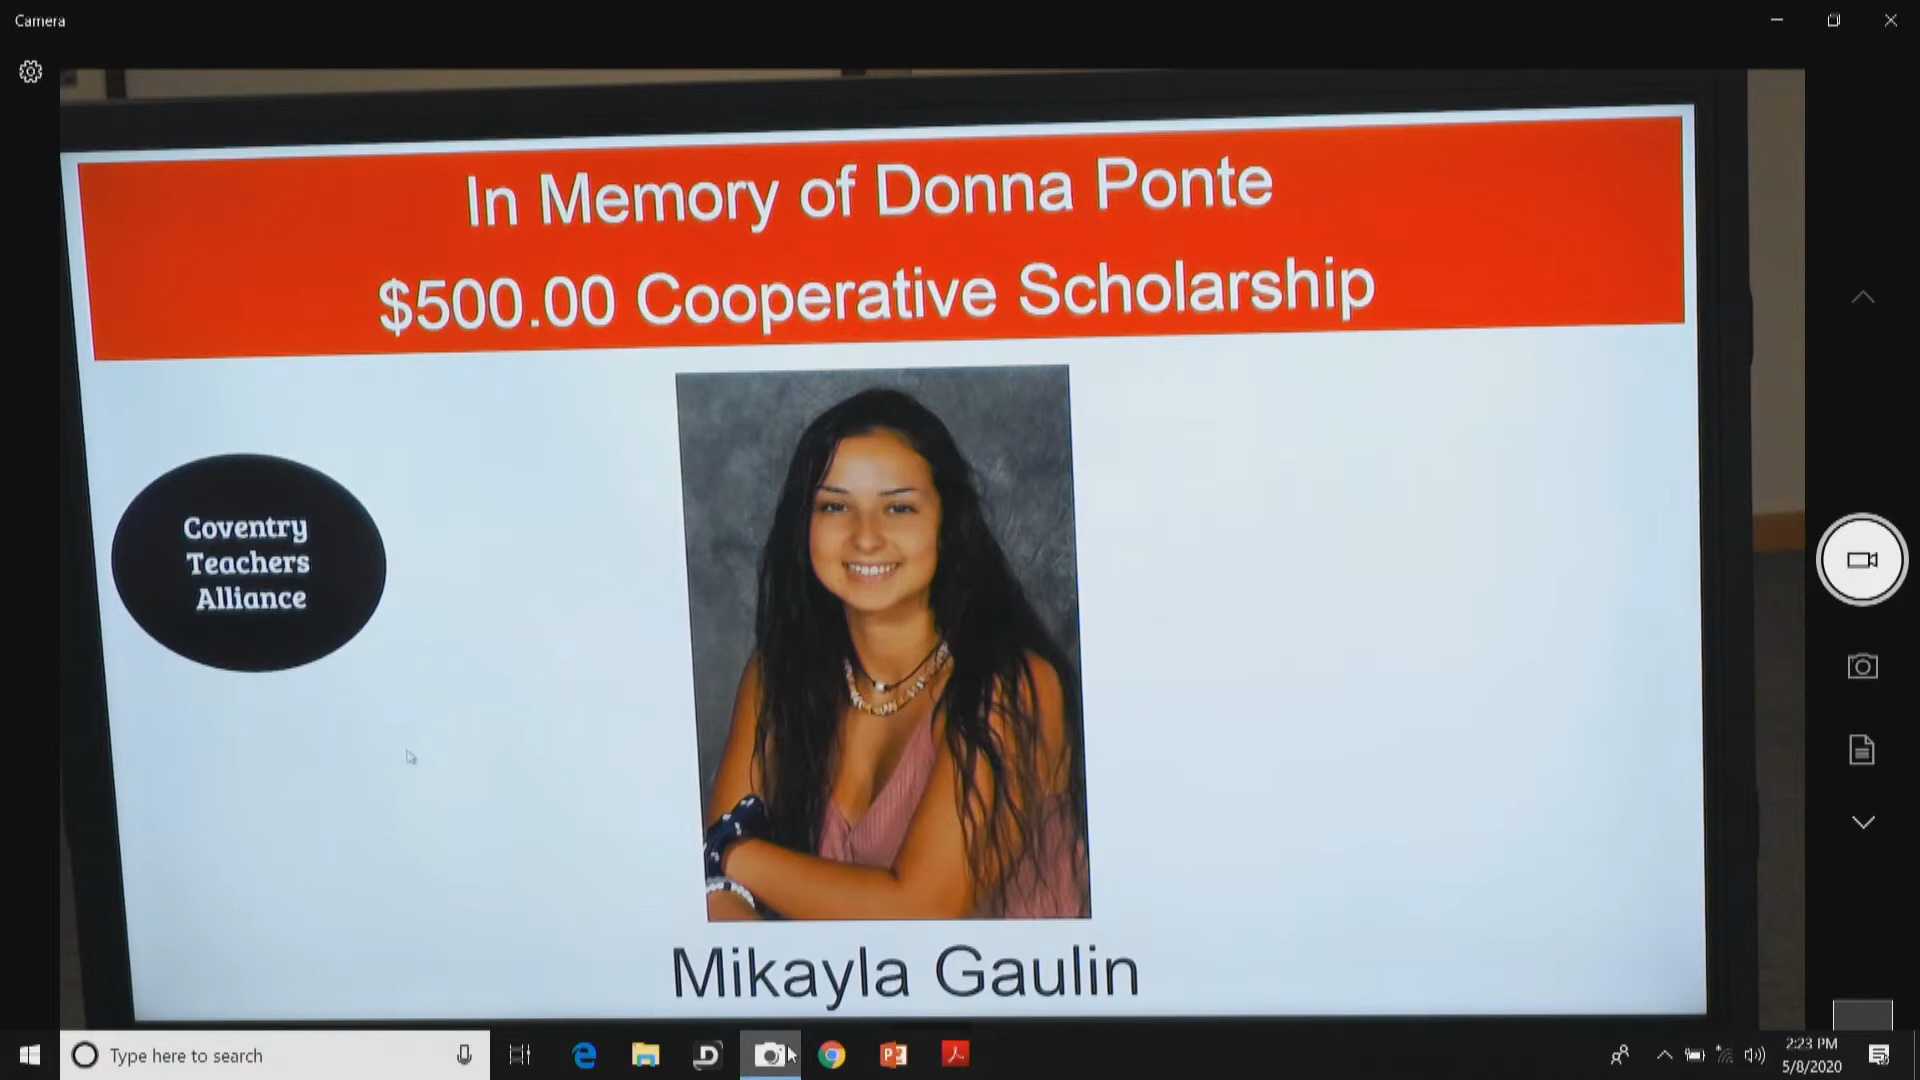 Camera
In Memory of Donna Ponte
$500.00 Cooperative Scholarship
Coventry
Teachers
Alliance
Mikayla Gaulin
Type here to search
2:23 PM
5/8/2020